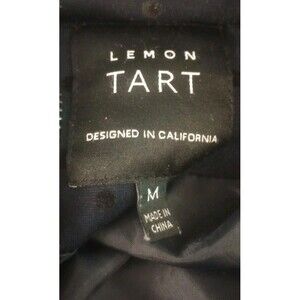 LEMON
TART
DESIGNED IN CALIFORNIA
M
MADE IN
CHINA